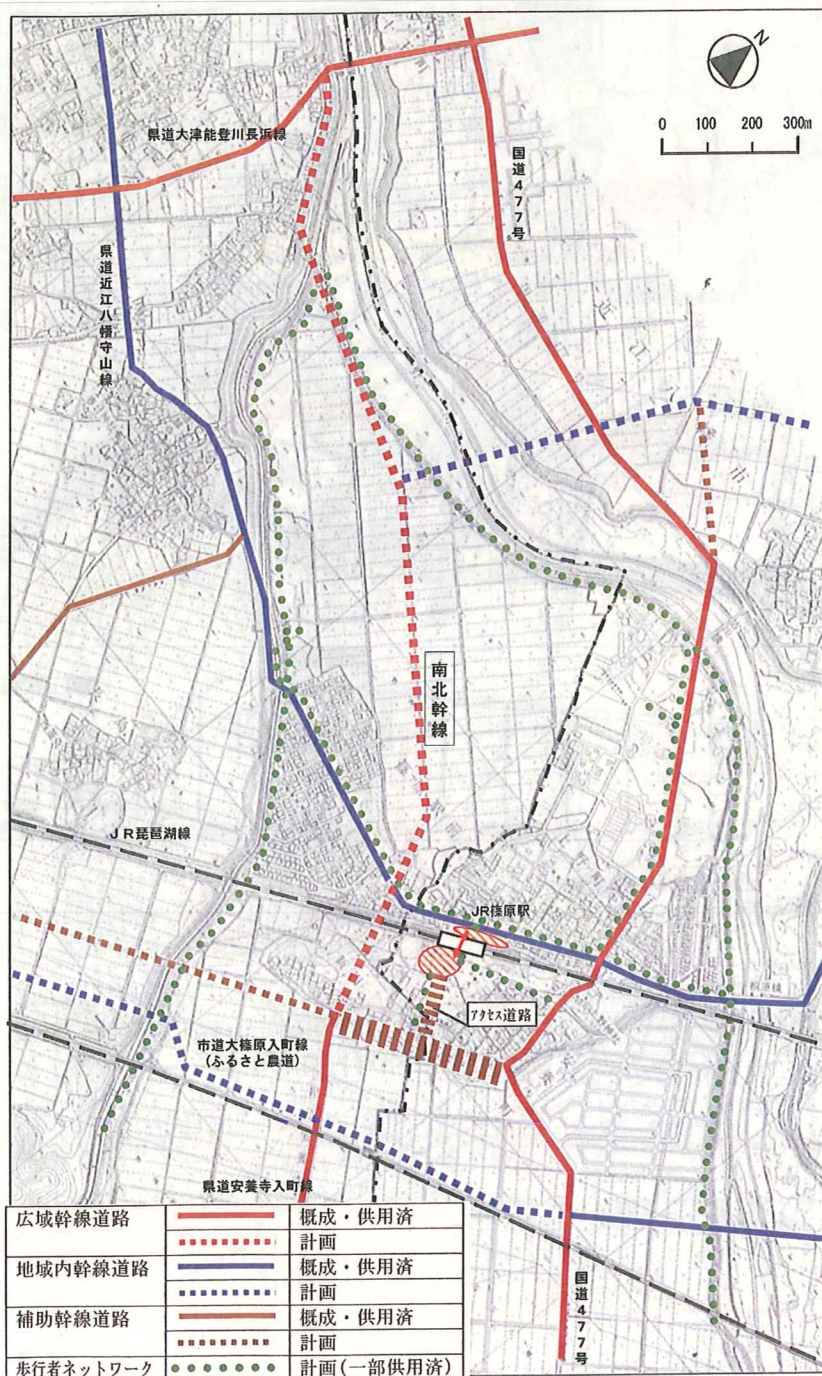 N
0 100 200 300m
県道大津能登川長浜線
国道477号
県道近江八幡守山線
南北幹線
JR琵琶湖線
JR篠原駅
アクセス道路
市道大篠原入町線
(ふるさと農道)
県道安養寺入町線
国道477号
広域幹線道路 概成・供用済
計画
地域内幹線道路 概成・供用済
計画
補助幹線道路 概成・供用済
計画
歩行者ネットワーク 計画(一部供用済)